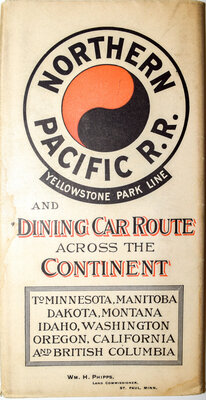 NORTHERN
PACIFIC R.R.
YELLOWSTONE PARK LINE
AND
DINING CAR ROUTE
ACROSS THE
CONTINENT
TO MINNESOTA, MANITOBA
DAKOTA, MONTANA
IDAHO, WASHINGTON
OREGON, CALIFORNIA
AND BRITISH COLUMBIA
WM. H. PHIPPS,
LAND COMMISSIONER,
ST. PAUL, MINN.